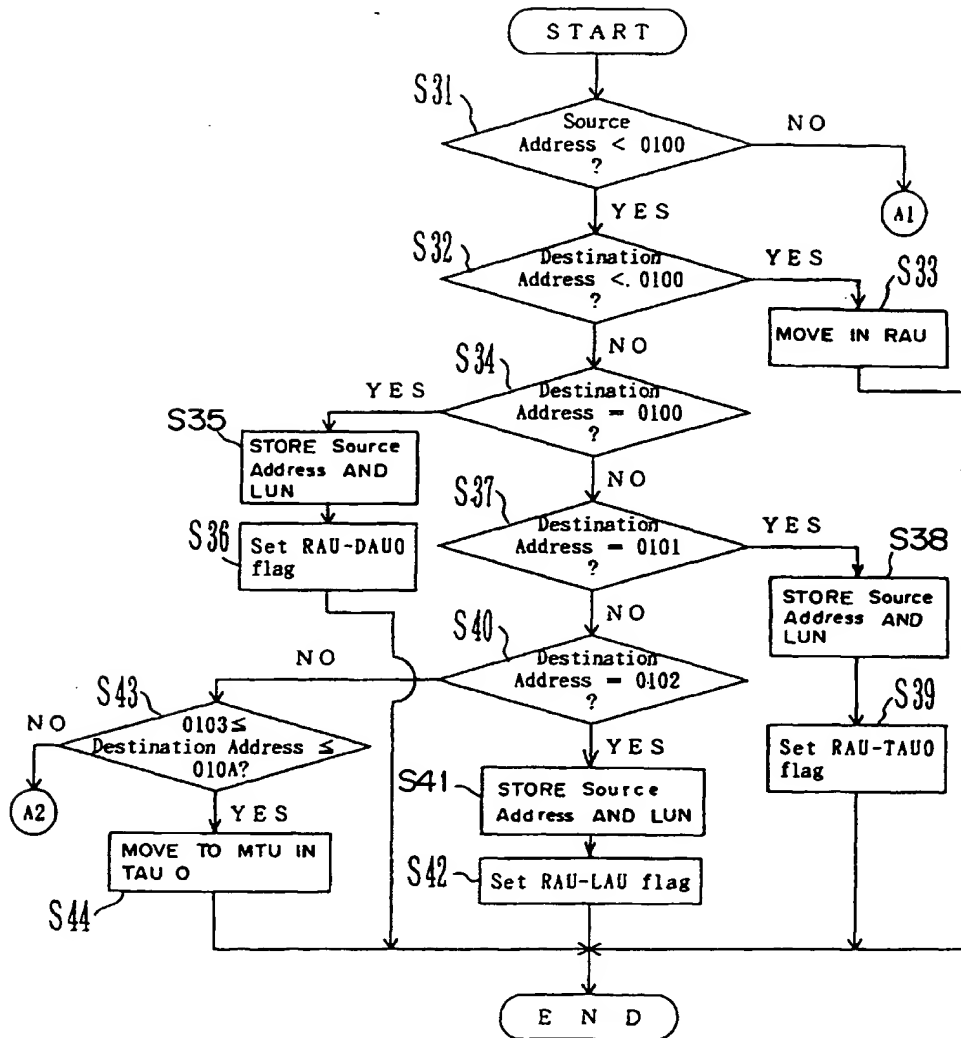 START
S31
Source
Address < 0100
?
NO
A1
YES
S32
Destination
Address <. 0100
?
YES
S33
MOVE IN RAU
NO
S34
Destination
Address = 0100
?
YES
S35
STORE Source
Address AND
LUN
NO
S36
Set RAU-DAU0
flag
S37
Destination
Address = 0101
?
YES
S38
STORE Source
Address AND
LUN
NO
S40
Destination
Address = 0102
?
NO
S39
Set RAU-TAU0
flag
S43
NO
0103≤
Destination Address ≤
010A?
A2
YES
YES
S41
STORE Source
Address AND LUN
MOVE TO MTU IN
TAU 0
S44
S42
Set RAU-LAU flag
END